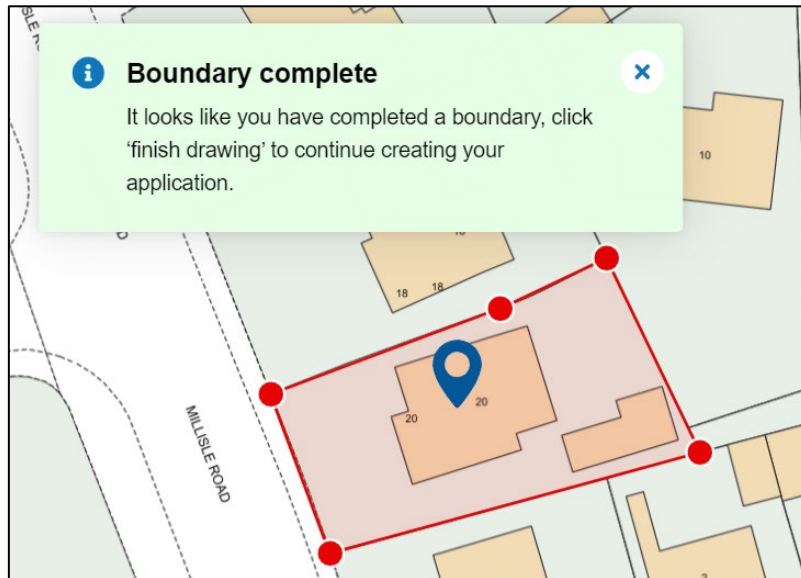 Boundary complete
It looks like you have completed a boundary, click
‘finish drawing’ to continue creating your
application.
10
18
18
20
20
MILLISLE ROAD